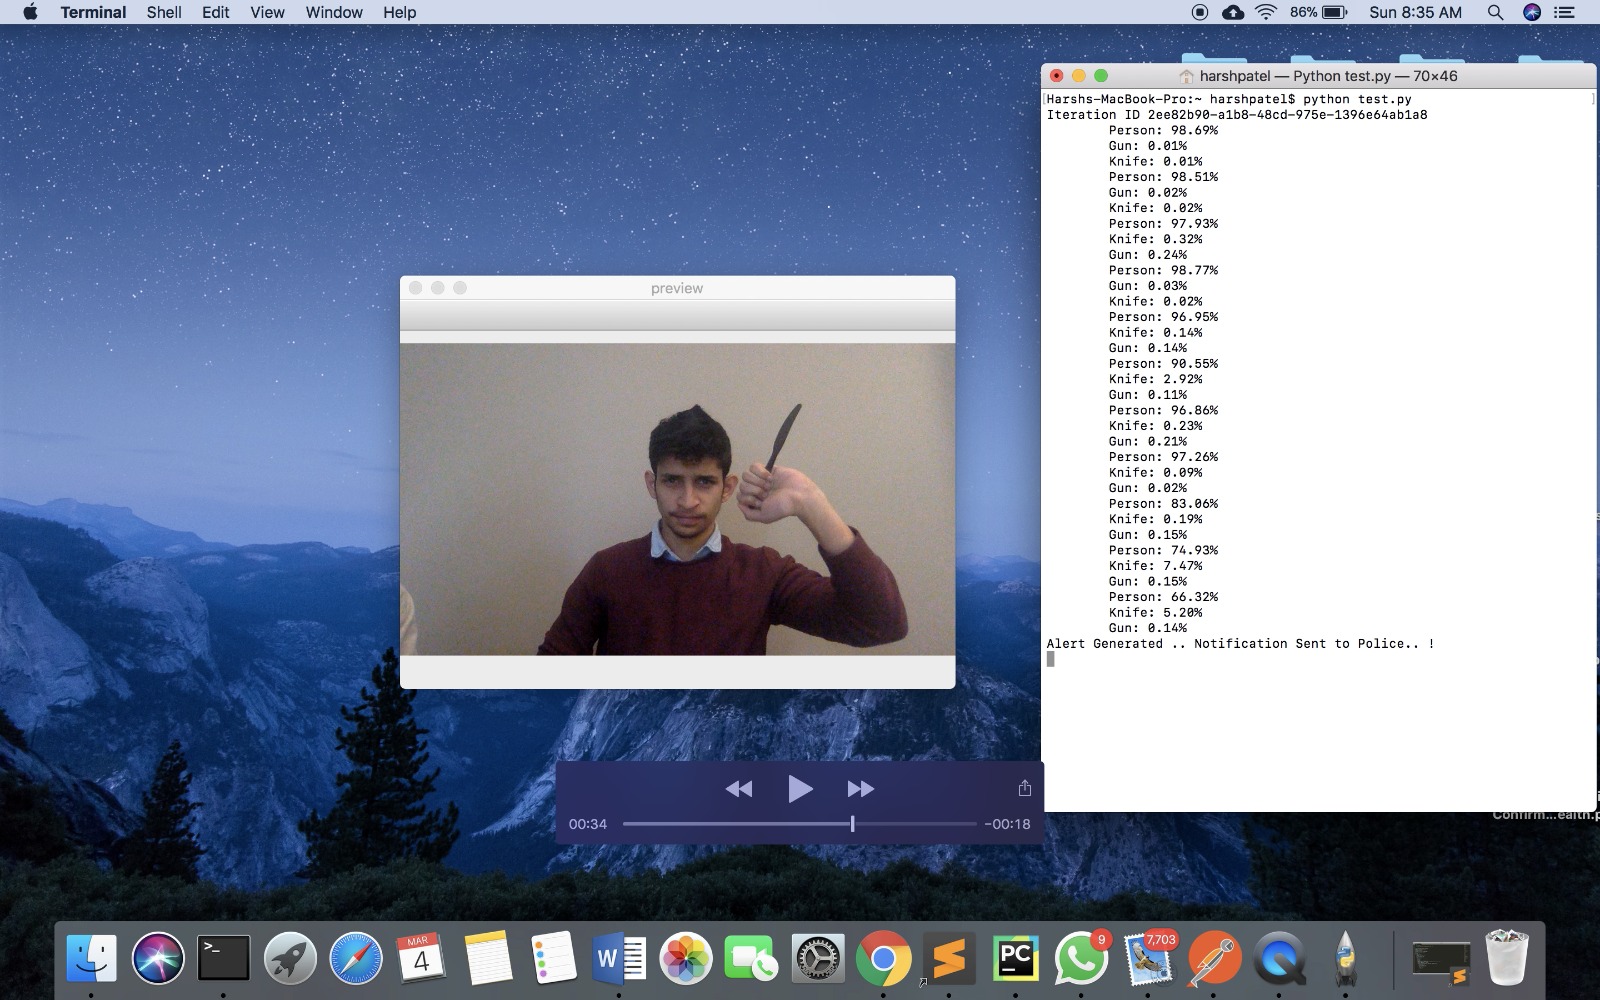 Terminal Shell Edit View Window Help 86% Sun 8:35 AM
harshpatel — Python test.py — 70×46
[Harshs-MacBook-Pro:~ harshpatel$ python test.py ]
Iteration ID 2ee82b90-a1b8-48cd-975e-1396e64ab1a8
Person: 98.69%
Gun: 0.01%
Knife: 0.01%
Person: 98.51%
Gun: 0.02%
Knife: 0.02%
Person: 97.93%
Knife: 0.32%
Gun: 0.24%
Person: 98.77%
Gun: 0.03%
Knife: 0.02%
Person: 96.95%
Knife: 0.14%
Gun: 0.14%
Person: 90.55%
Knife: 2.92%
Gun: 0.11%
Person: 96.86%
Knife: 0.23%
Gun: 0.21%
Person: 97.26%
Knife: 0.09%
Gun: 0.02%
Person: 83.06%
Knife: 0.19%
Gun: 0.15%
Person: 74.93%
Knife: 7.47%
Gun: 0.15%
Person: 66.32%
Knife: 5.20%
Gun: 0.14%
Alert Generated .. Notification Sent to Police.. !
preview
00:34 -00:18
Confirm...ealth.p
MAR
4
W
PC
9
7,703